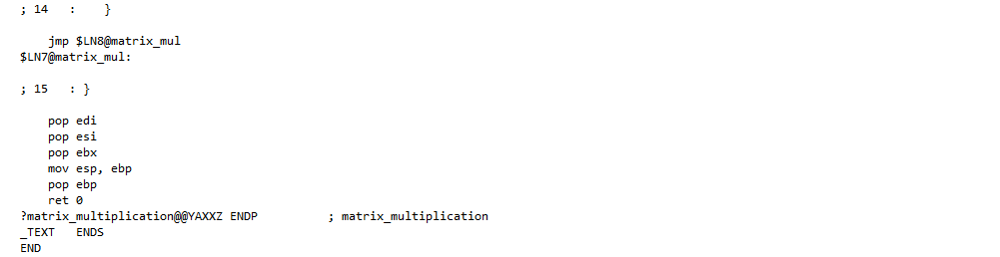 ; 14   :    }
    jmp $LN8@matrix_mul
$LN7@matrix_mul:
; 15   : }
    pop edi
    pop esi
    pop ebx
    mov esp, ebp
    pop ebp
    ret 0
?matrix_multiplication@@YAXXZ ENDP          ; matrix_multiplication
_TEXT   ENDS
END